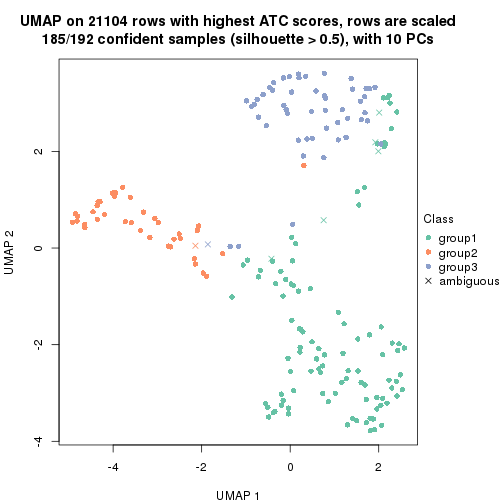 UMAP on 21104 rows with highest ATC scores, rows are scaled
185/192 confident samples (silhouette > 0.5), with 10 PCs
2
0
-2
-4
UMAP 2
-4
-2
0
2
UMAP 1
Class
group1
group2
group3
ambiguous